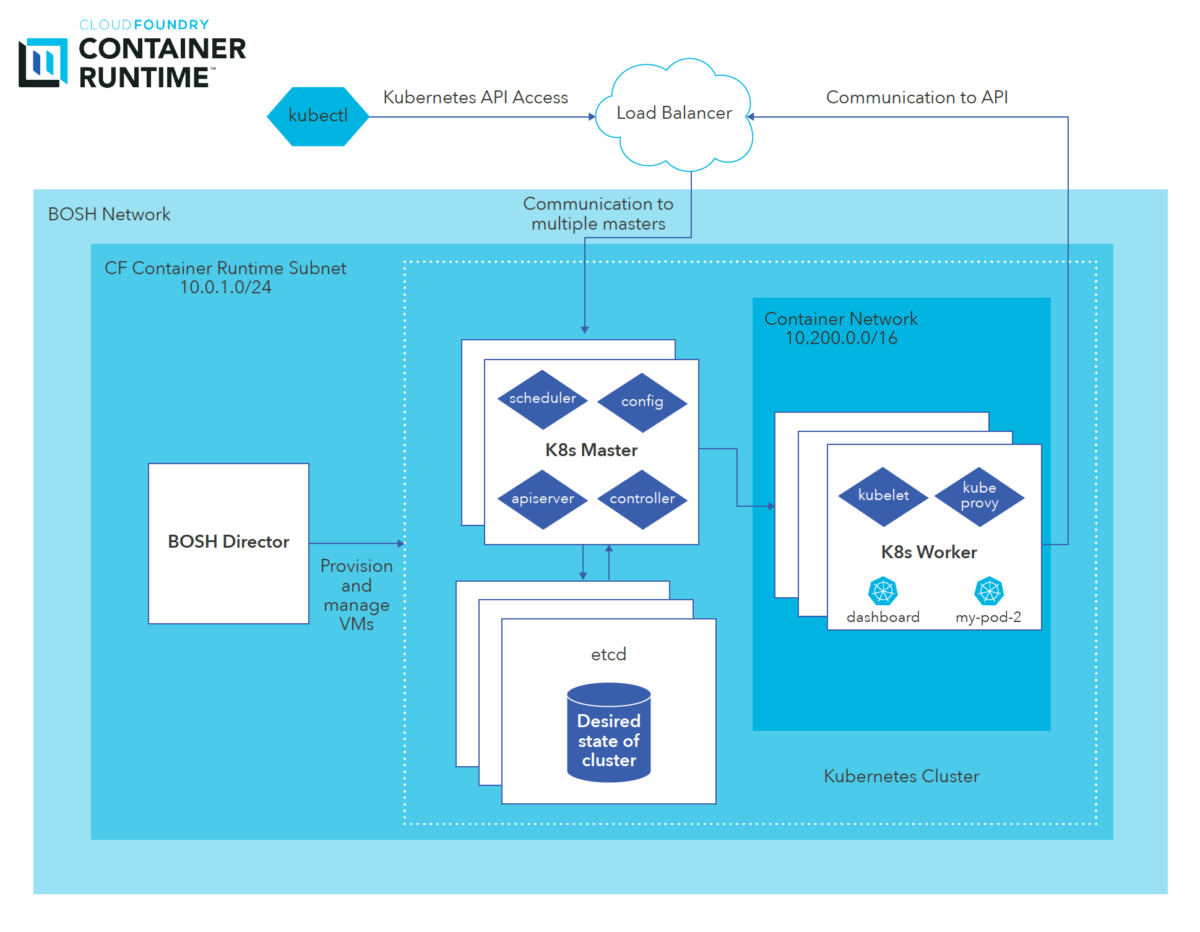 CLOUDFOUNDRY
CONTAINER
RUNTIME™
kubectl
Kubernetes API Access
Load Balancer
Communication to API
BOSH Network
Communication to
multiple masters
CF Container Runtime Subnet
10.0.1.0/24
Container Network
10.200.0.0/16
scheduler
config
K8s Master
apiserver
controller
kubelet
kube
provy
K8s Worker
dashboard
my-pod-2
BOSH Director
Provision
and
manage
VMs
etcd
Desired
state of
cluster
Kubernetes Cluster